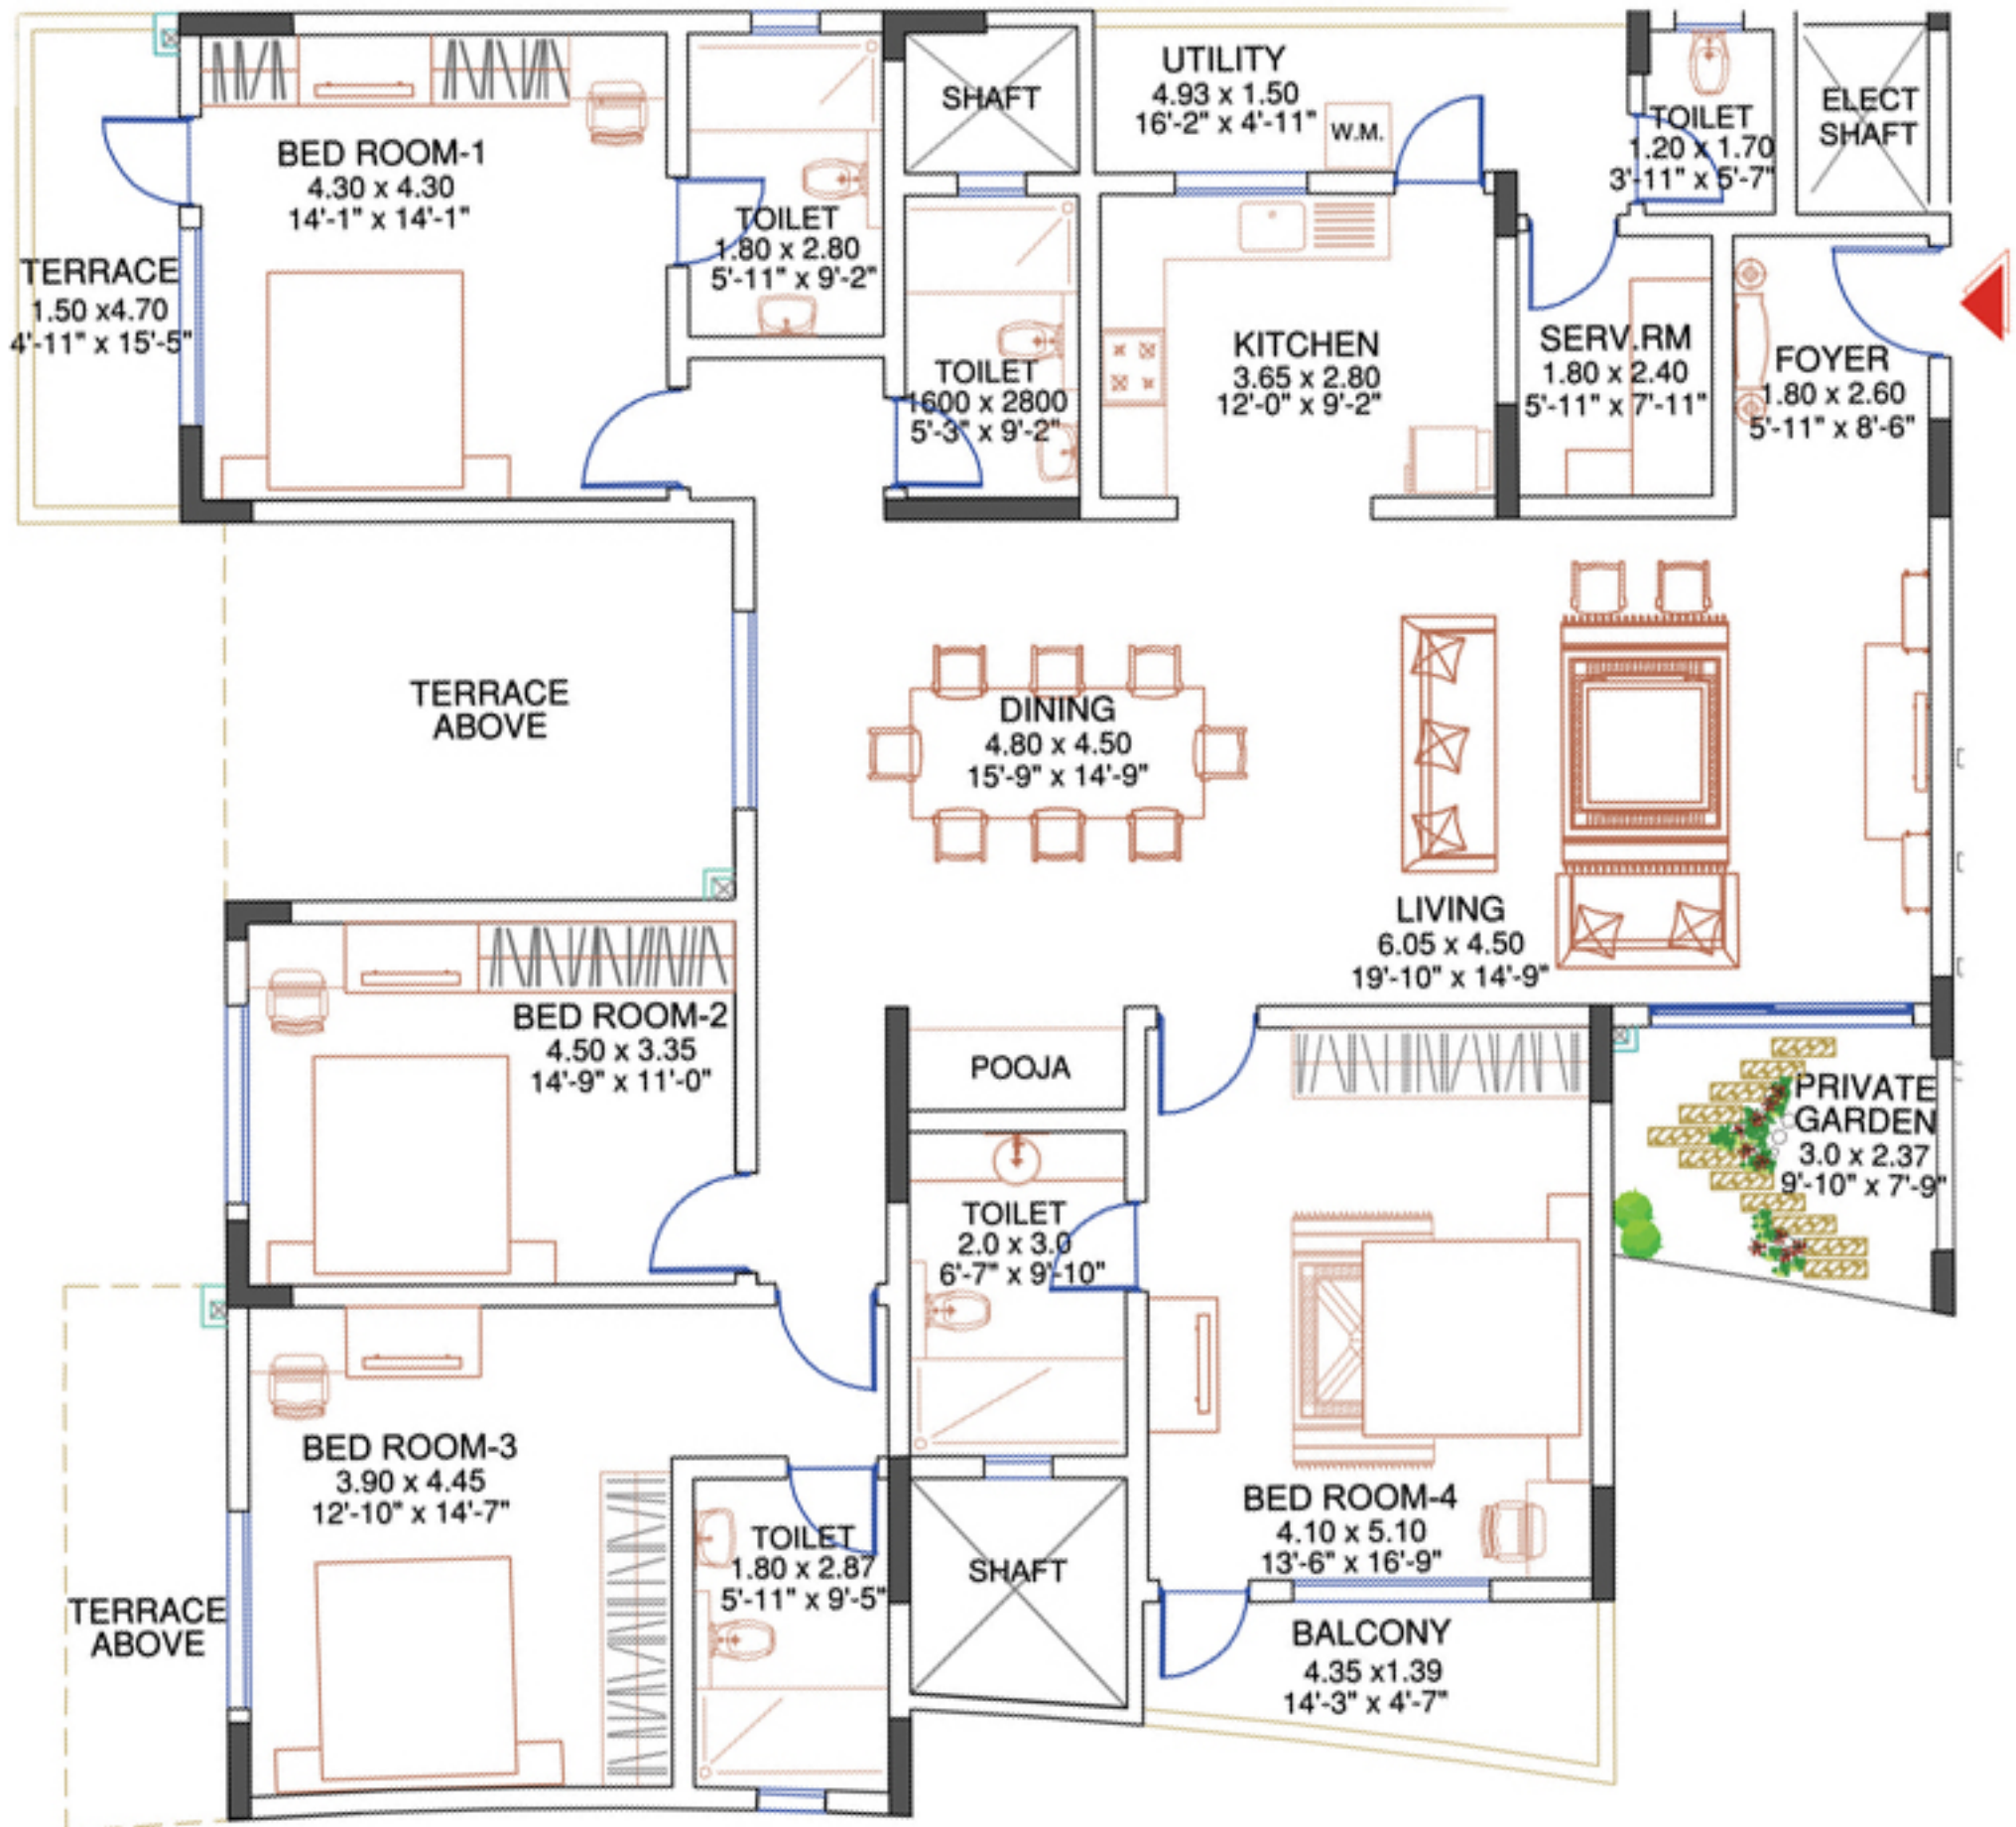 UTILITY
4.93 x 1.50
16'-2" x 4'-11"
W.M.
SHAFT
TOILET
1.20 x 1.70
3'-11" x 5'-7"
ELECT
SHAFT
BED ROOM-1
4.30 x 4.30
14'-1" x 14'-1"
TOILET
1.80 x 2.80
5'-11" x 9'-2"
TERRACE
1.50 x4.70
4'-11" x 15'-5"
TOILET
1600 x 2800
5'-3" x 9'-2"
KITCHEN
3.65 x 2.80
12'-0" x 9'-2"
SERV.RM
1.80 x 2.40
5'-11" x 7'-11"
FOYER
1.80 x 2.60
5'-11" x 8'-6"
TERRACE
ABOVE
DINING
4.80 x 4.50
15'-9" x 14'-9"
LIVING
6.05 x 4.50
19'-10" x 14'-9"
BED ROOM-2
4.50 x 3.35
14'-9" x 11'-0"
POOJA
PRIVATE
GARDEN
3.0 x 2.37
9'-10" x 7'-9"
TOILET
2.0 x 3.0
6'-7" x 9'-10"
BED ROOM-3
3.90 x 4.45
12'-10" x 14'-7"
BED ROOM-4
4.10 x 5.10
13'-6" x 16'-9"
TOILET
1.80 x 2.87
5'-11" x 9'-5"
SHAFT
TERRACE
ABOVE
BALCONY
4.35 x1.39
14'-3" x 4'-7"